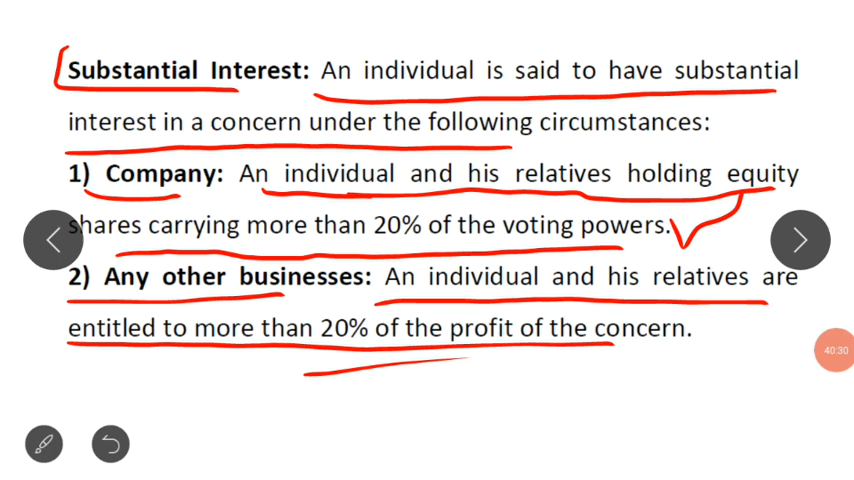 Substantial Interest: An individual is said to have substantial
interest in a concern under the following circumstances:
1) Company: An individual and his relatives holding equity
shares carrying more than 20% of the voting powers.
2) Any other businesses: An individual and his relatives are
entitled to more than 20% of the profit of the concern.
40:30